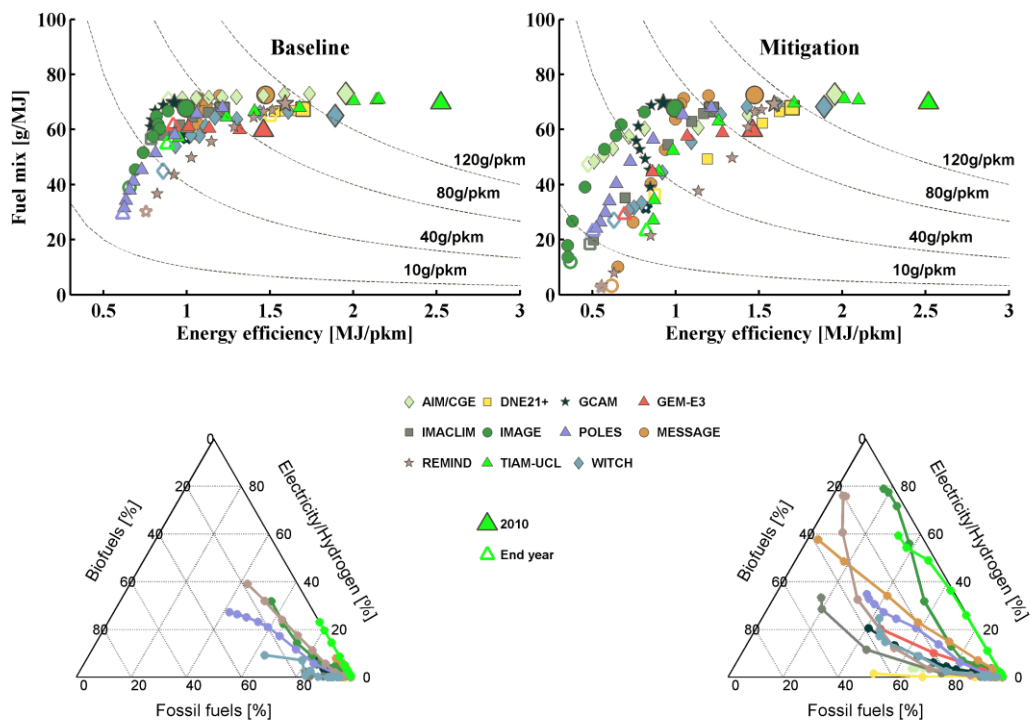 Baseline
Fuel mix [g/MJ]
100
80
60
40
20
0
120g/pkm
80g/pkm
40g/pkm
10g/pkm
0.5 1 1.5 2 2.5 3
Energy efficiency [MJ/pkm]
Mitigation
100
80
60
40
20
0
120g/pkm
80g/pkm
40g/pkm
10g/pkm
0.5 1 1.5 2 2.5 3
Energy efficiency [MJ/pkm]
AIM/CGE DNE21+ GCAM GEM-E3
IMACLIM IMAGE POLES MESSAGE
REMIND TIAM-UCL WITCH
2010
End year
0
20 80
40 60
60 40
80 20
0
0 20 40 60 80
Biofuels [%]
Electricity/Hydrogen [%]
Fossil fuels [%]
0
20 80
40 60
60 40
80 20
0
0 20 40 60 80
Biofuels [%]
Electricity/Hydrogen [%]
Fossil fuels [%]